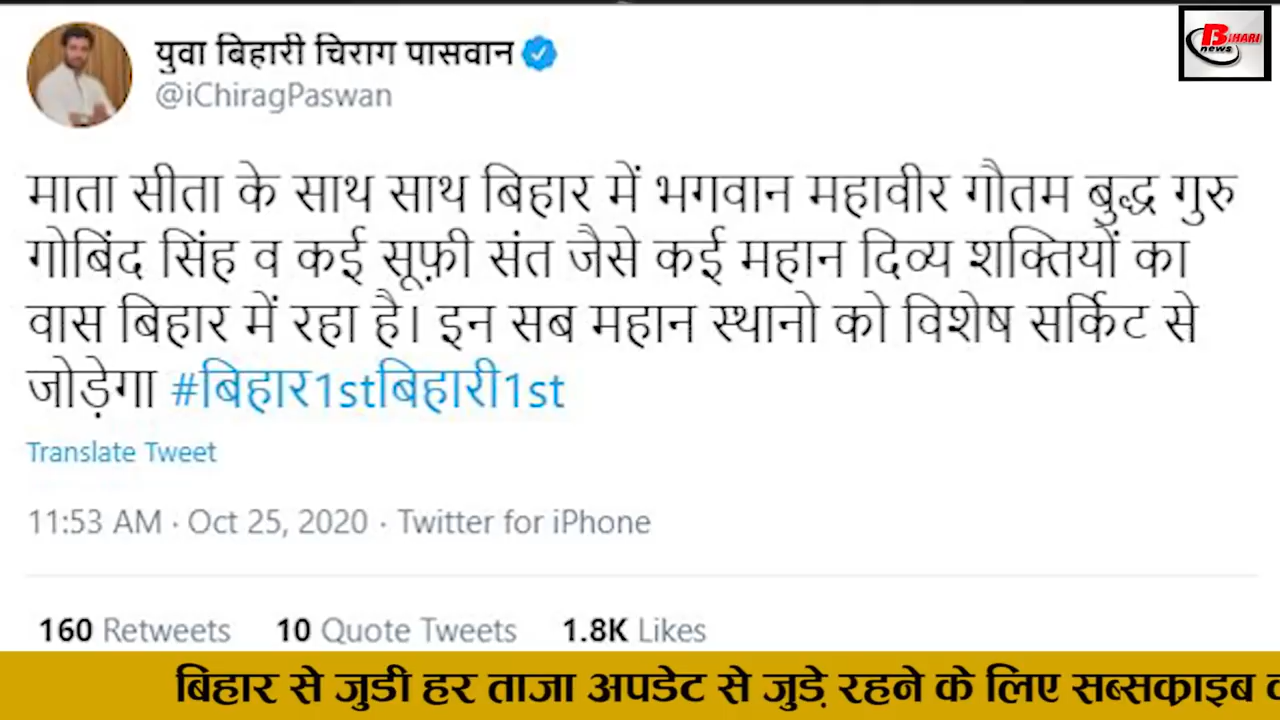 युवा बिहारी चिराग पासवान
BIHARI
news
@iChiragPaswan
माता सीता के साथ साथ बिहार में भगवान महावीर गौतम बुद्ध गुरु
गोबिंद सिंह व कई सूफ़ी संत जैसे कई महान दिव्य शक्तियों का
वास बिहार में रहा है। इन सब महान स्थानो को विशेष सर्किट से
जोड़ेगा #बिहार1stबिहारी1st
Translate Tweet
11:53 AM · Oct 25, 2020 · Twitter for iPhone
160 Retweets 10 Quote Tweets 1.8K Likes
बिहार से जुडी हर ताजा अपडेट से जुड़े रहने के लिए सब्सक्राइब